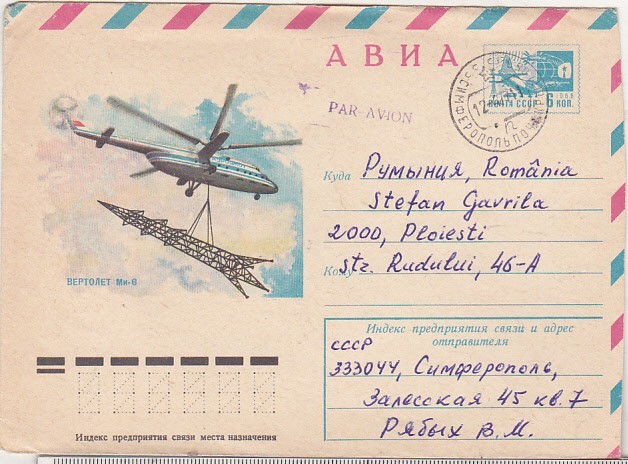 АВИА
PAR AVION
ПОЧТА СССР
1966
6 КОП.
СИМФЕРОПОЛЬ
Куда Румыния, România
Stefan Gavrila
2000, Ploiesti
Кому str. Rudului, 46-A
ВЕРТОЛЕТ Ми-6
Индекс предприятия связи и адрес
отправителя
СССР
333044, Симферополь,
Залесская 45 кв. 7
Рябых В.М.
Индекс предприятия связи места назначения